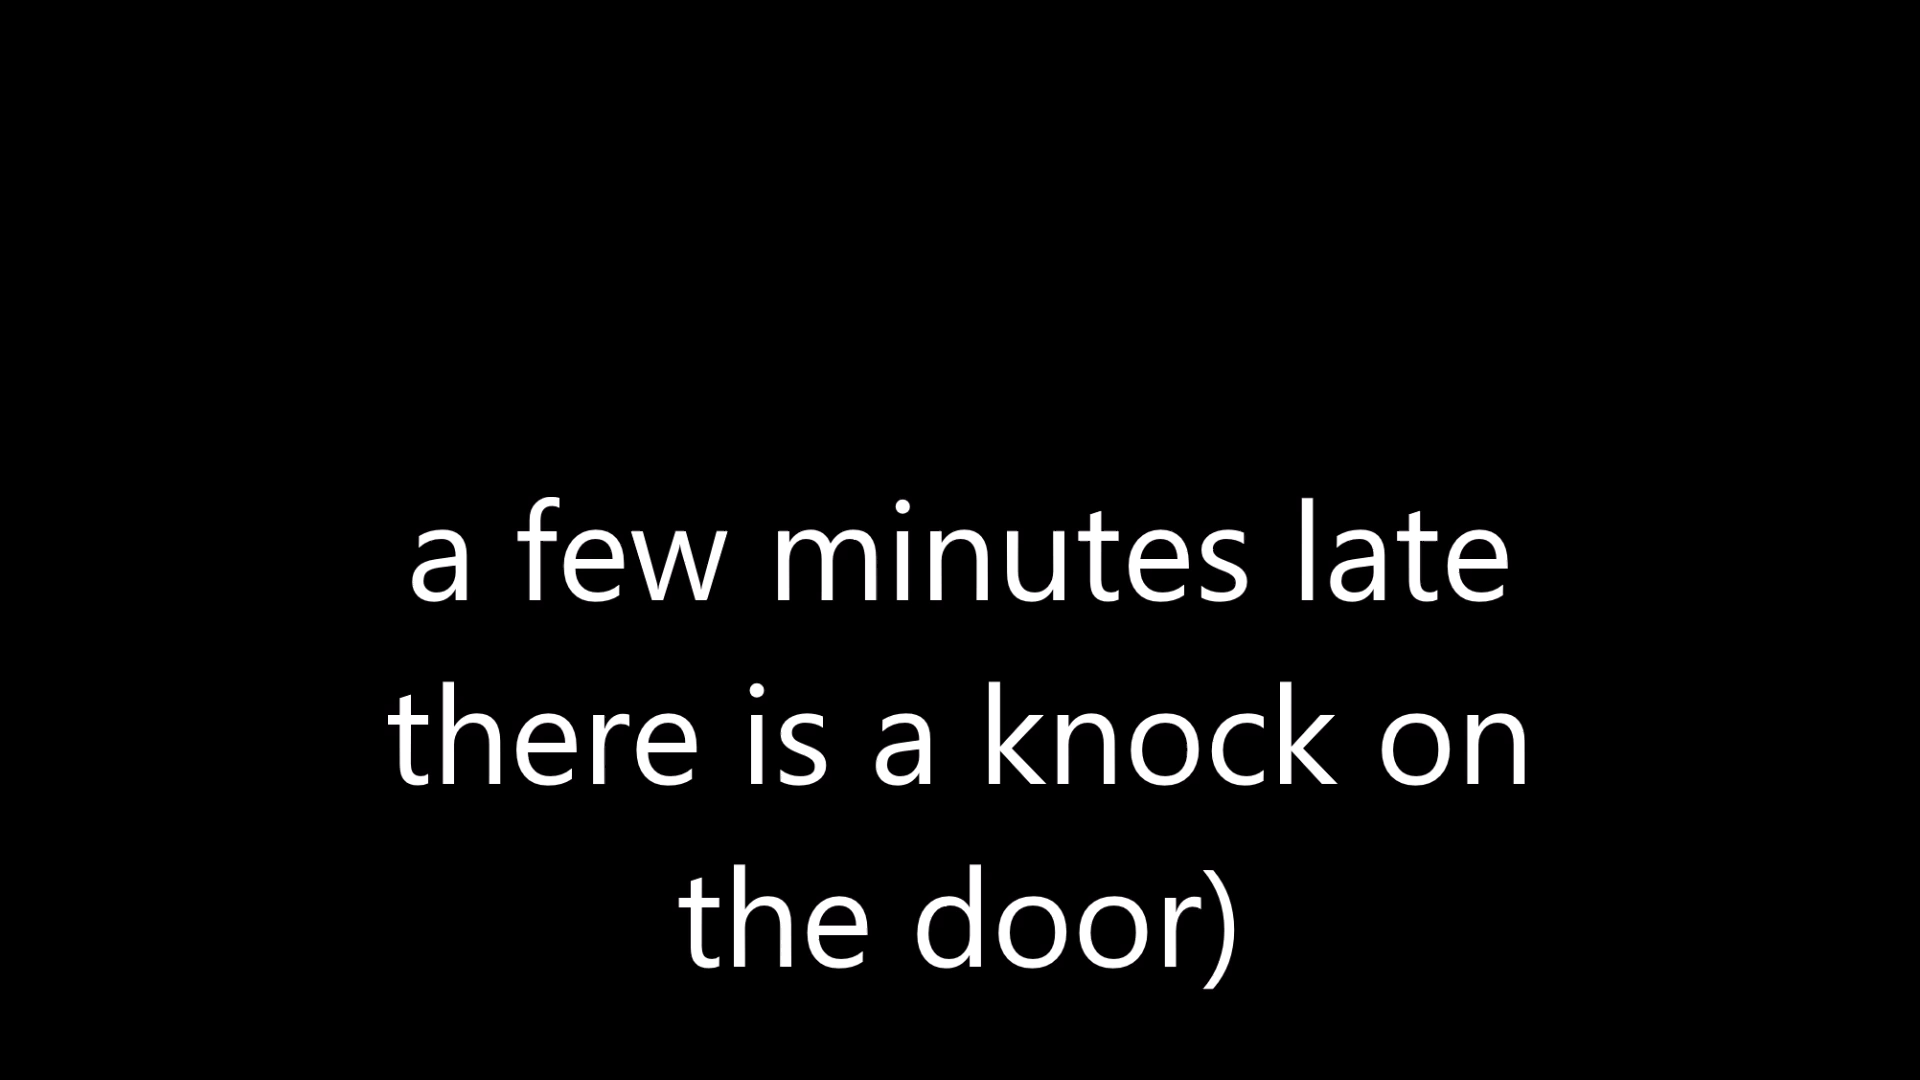 a few minutes late
there is a knock on
the door)